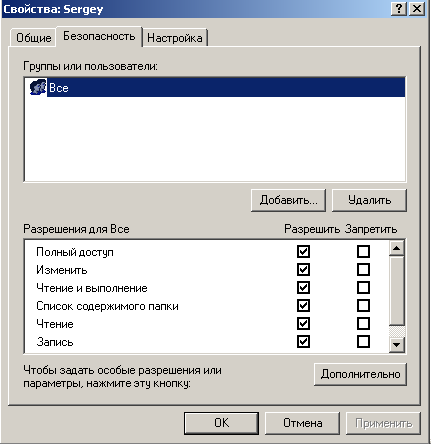 Свойства: Sergey
Общие Безопасность Настройка
Группы или пользователи:
Все
Добавить... Удалить
Разрешения для Все Разрешить Запретить
Полный доступ
Изменить
Чтение и выполнение
Список содержимого папки
Чтение
Запись
Чтобы задать особые разрешения или
параметры, нажмите эту кнопку:
Дополнительно
OK Отмена Применить